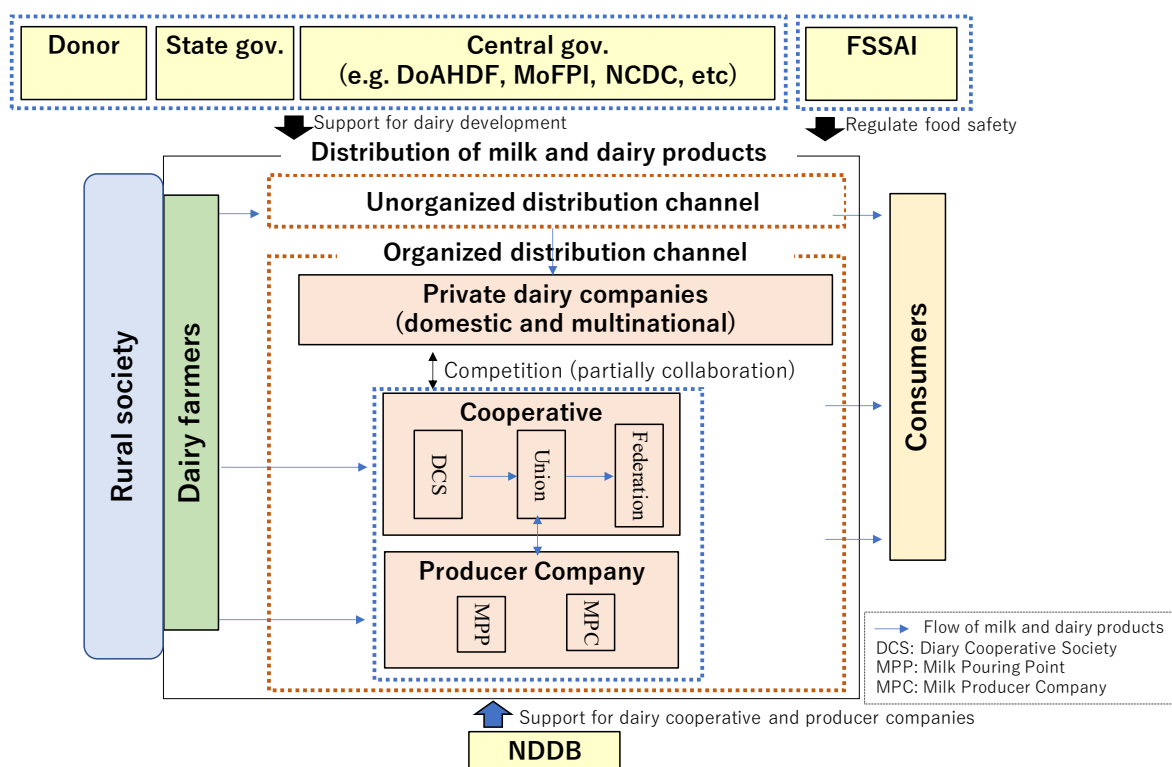 Donor
State gov.
Central gov.
(e.g. DoAHDF, MoFPI, NCDC, etc)
FSSAI
Support for dairy development
Regulate food safety
Distribution of milk and dairy products
Rural society
Dairy farmers
Unorganized distribution channel
Organized distribution channel
Private dairy companies
(domestic and multinational)
Competition (partially collaboration)
Cooperative
DCS
Union
Federation
Producer Company
MPP
MPC
Consumers
Flow of milk and dairy products
DCS: Diary Cooperative Society
MPP: Milk Pouring Point
MPC: Milk Producer Company
Support for dairy cooperative and producer companies
NDDB